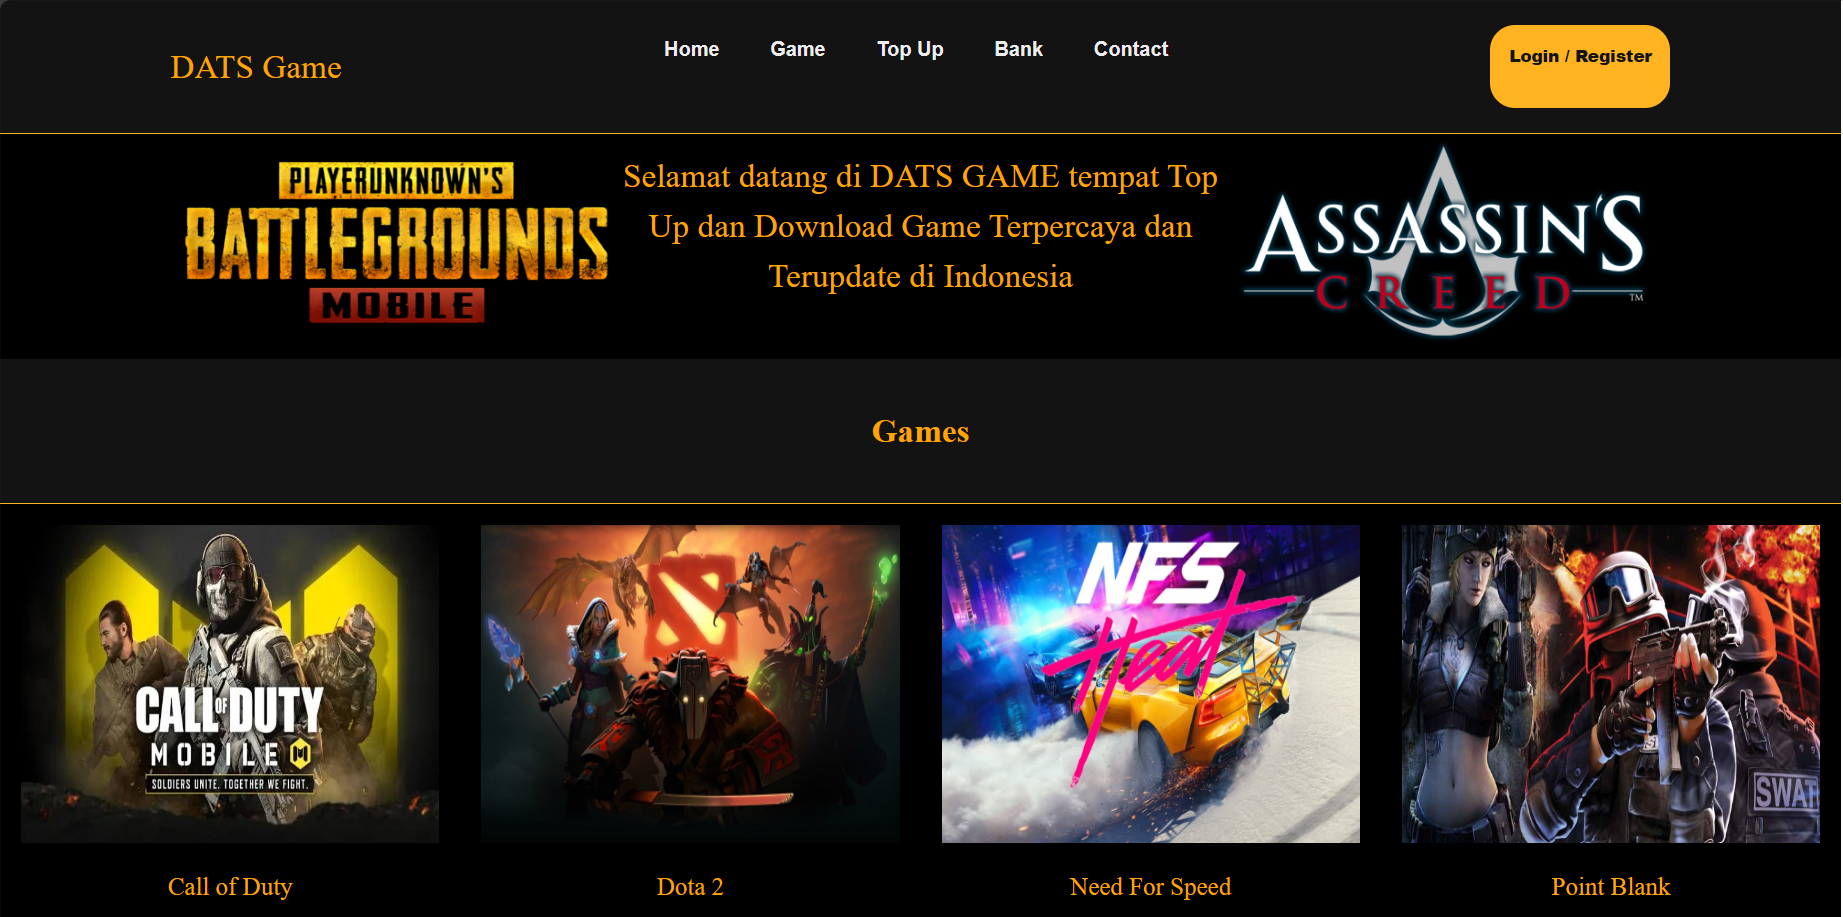 DATS Game
Home
Game
Top Up
Bank
Contact
Login / Register
PLAYERUNKNOWN'S
BATTLEGROUNDS
MOBILE
Selamat datang di DATS GAME tempat Top
Up dan Download Game Terpercaya dan
Terupdate di Indonesia
ASSASSIN'S
CREED
TM
Games
CALL OF DUTY
MOBILE
SOLDIERS UNITE. TOGETHER WE FIGHT.
NFS
Heat
SWAT
Call of Duty
Dota 2
Need For Speed
Point Blank